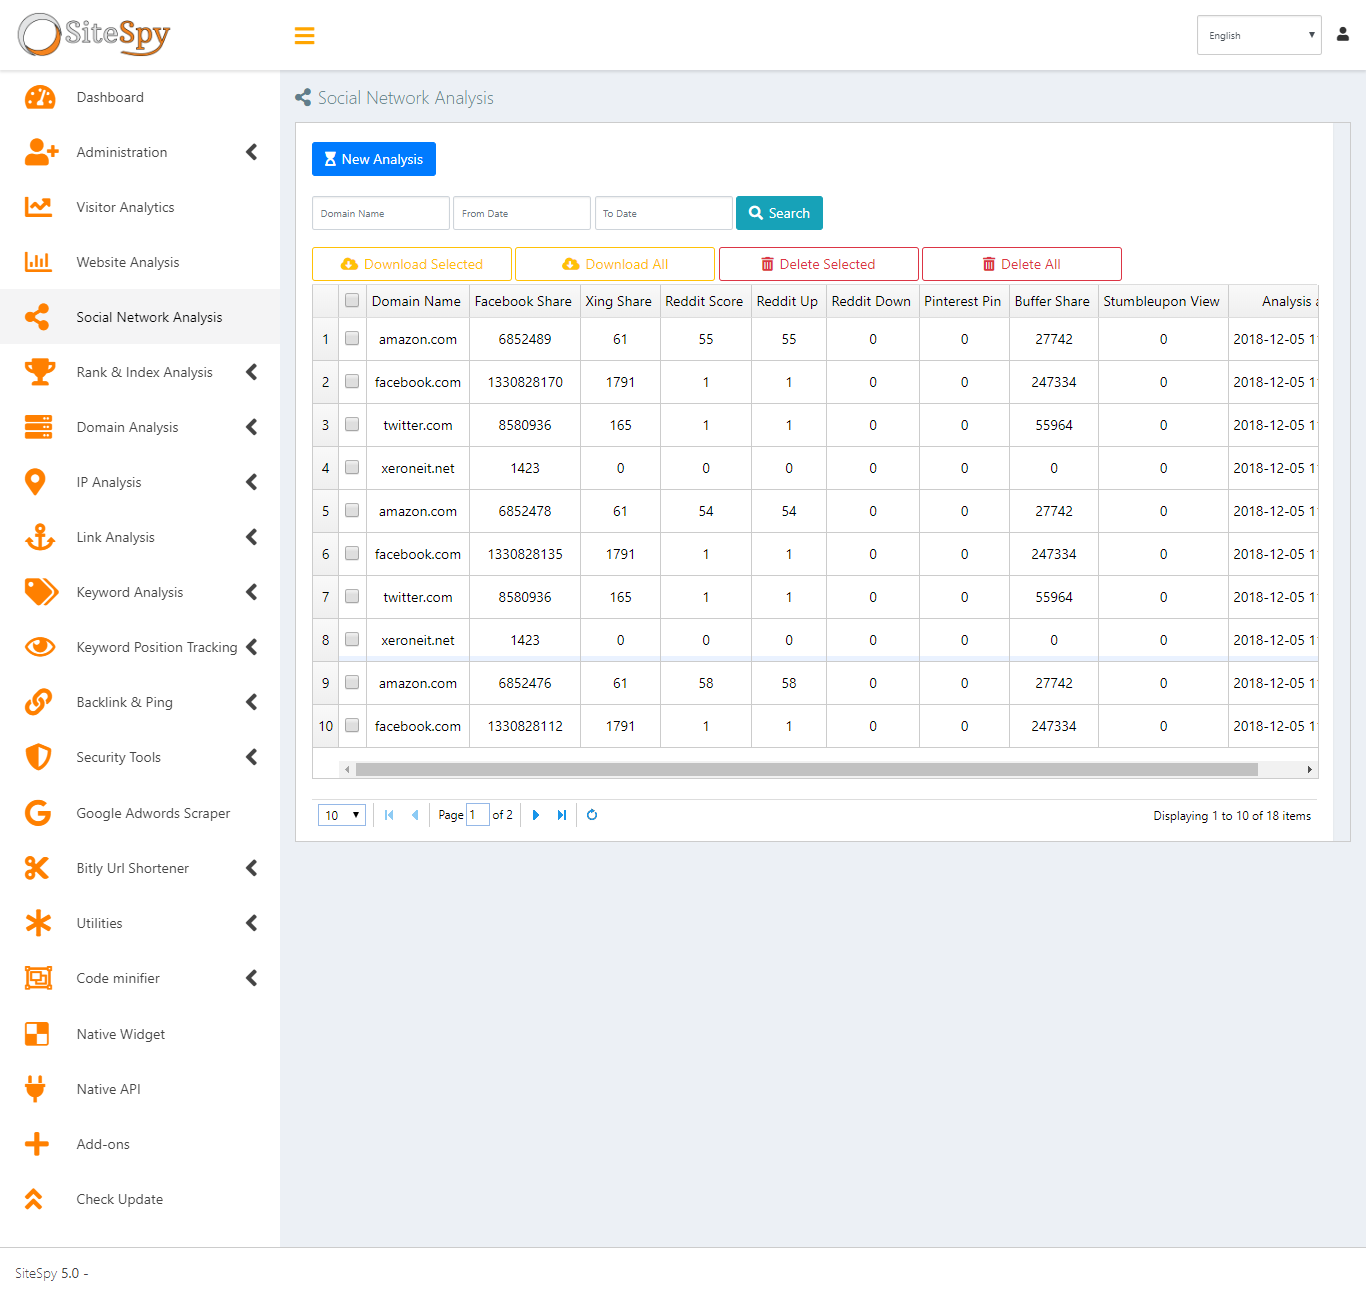 SiteSpy
English
Dashboard
Administration
Visitor Analytics
Website Analysis
Social Network Analysis
Rank & Index Analysis
Domain Analysis
IP Analysis
Link Analysis
Keyword Analysis
Keyword Position Tracking
Backlink & Ping
Security Tools
Google Adwords Scraper
Bitly Url Shortener
Utilities
Code minifier
Native Widget
Native API
Add-ons
Check Update
Social Network Analysis
New Analysis
Domain Name From Date To Date Search
Download Selected Download All Delete Selected Delete All
Domain Name Facebook Share Xing Share Reddit Score Reddit Up Reddit Down Pinterest Pin Buffer Share Stumbleupon View Analysis a
1 amazon.com 6852489 61 55 55 0 0 27742 0 2018-12-05 1
2 facebook.com 1330828170 1791 1 1 0 0 247334 0 2018-12-05 1
3 twitter.com 8580936 165 1 1 0 0 55964 0 2018-12-05 1
4 xeroneit.net 1423 0 0 0 0 0 0 0 2018-12-05 1
5 amazon.com 6852478 61 54 54 0 0 27742 0 2018-12-05 1
6 facebook.com 1330828135 1791 1 1 0 0 247334 0 2018-12-05 1
7 twitter.com 8580936 165 1 1 0 0 55964 0 2018-12-05 1
8 xeroneit.net 1423 0 0 0 0 0 0 0 2018-12-05 1
9 amazon.com 6852476 61 58 58 0 0 27742 0 2018-12-05 1
10 facebook.com 1330828112 1791 1 1 0 0 247334 0 2018-12-05 1
10 Page 1 of 2 Displaying 1 to 10 of 18 items
SiteSpy 5.0 -